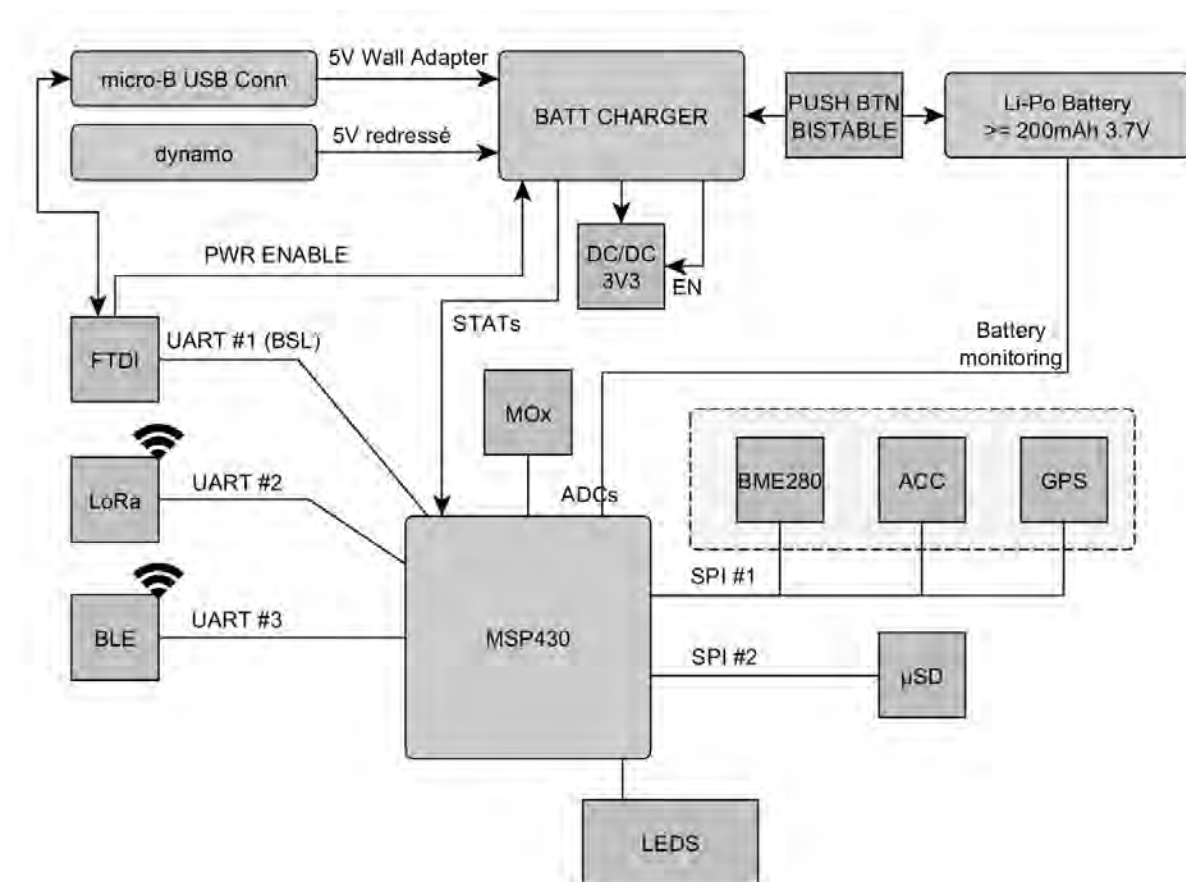 micro-B USB Conn
5V Wall Adapter
BATT CHARGER
PUSH BTN
BISTABLE
Li-Po Battery
>= 200mAh 3.7V
dynamo
5V redressé
PWR ENABLE
DC/DC
3V3
EN
STATs
Battery
monitoring
FTDI
UART #1 (BSL)
MOx
LoRa
UART #2
ADCs
BME280
ACC
GPS
SPI #1
BLE
UART #3
MSP430
SPI #2
µSD
LEDS